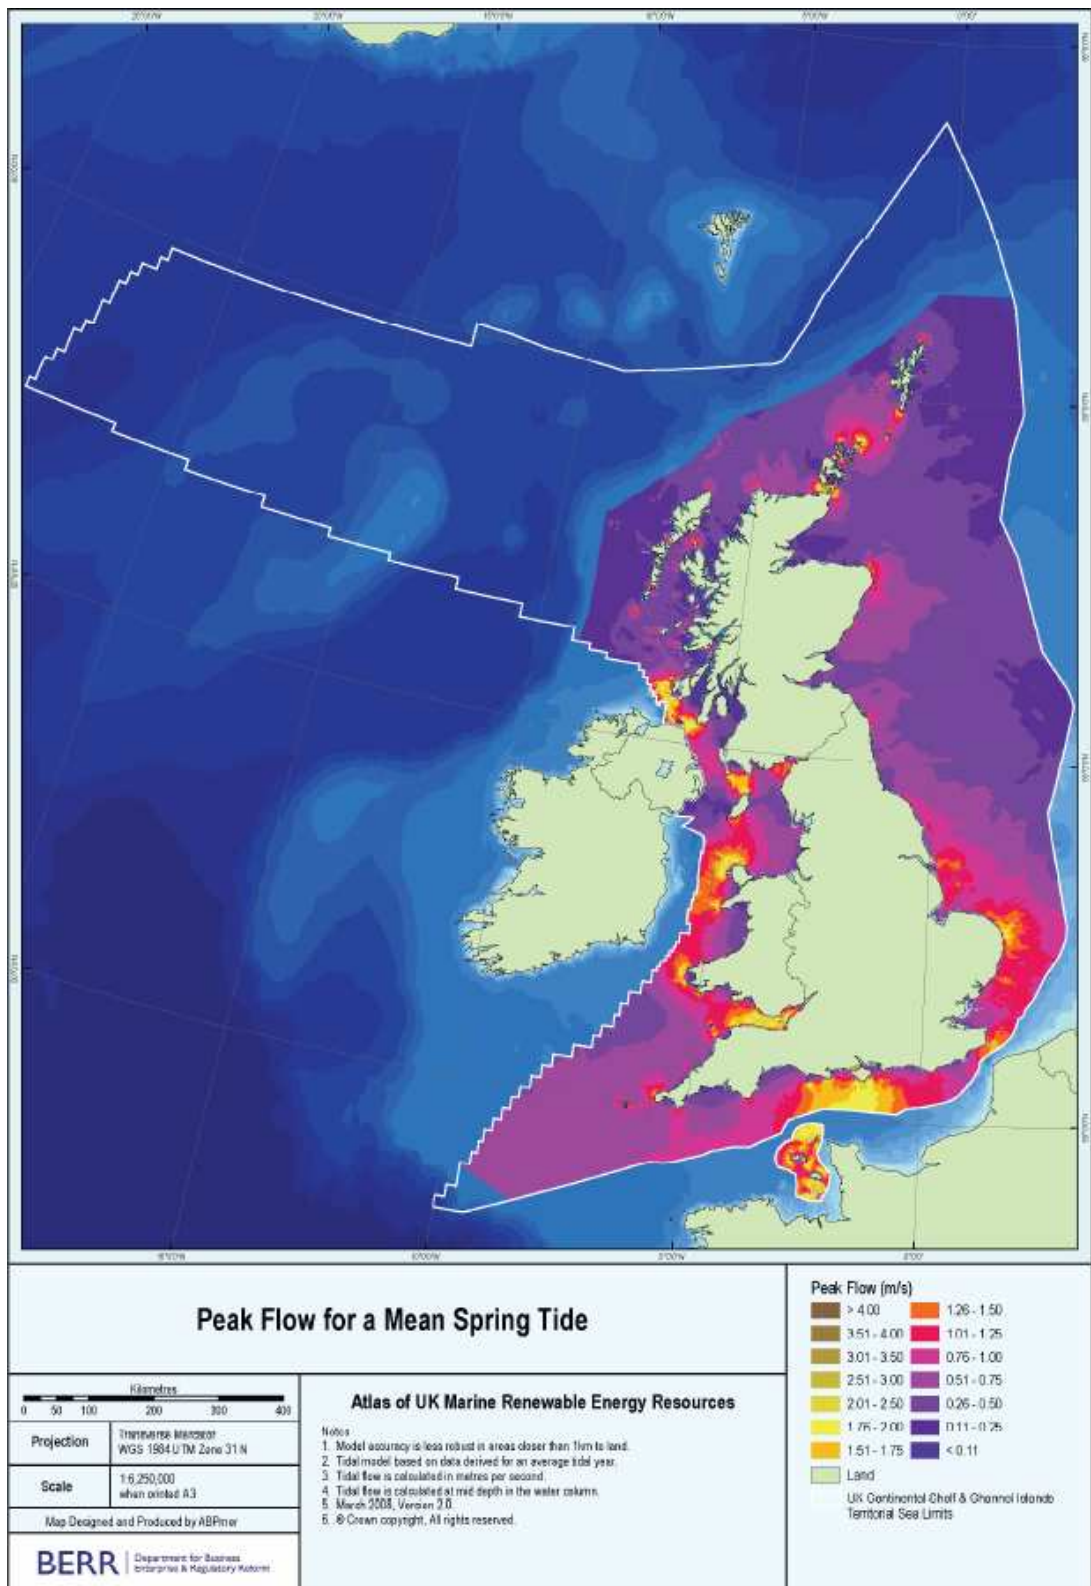 Peak Flow for a Mean Spring Tide
Kilometres
0 50 100 200 300 400
Projection
Transverse Mercator
WGS 1984 UTM Zone 31 N
Scale
1:6,250,000
when printed A3
Map Designed and Produced by ABPmer
BERR
Department for Business
Enterprise & Regulatory Reform
Atlas of UK Marine Renewable Energy Resources
Notes
1. Model accuracy is less robust in areas closer than 1km to land.
2. Tidal model based on data derived for an average tidal year.
3. Tidal flow is calculated in metres per second.
4. Tidal flow is calculated at mid depth in the water column.
5. March 2008, Version 2.0.
6. © Crown copyright, All rights reserved.
Peak Flow (m/s)
> 4.00
3.51 - 4.00
3.01 - 3.50
2.51 - 3.00
2.01 - 2.50
1.76 - 2.00
1.51 - 1.75
1.26 - 1.50
1.01 - 1.25
0.76 - 1.00
0.51 - 0.75
0.26 - 0.50
0.11 - 0.25
< 0.11
Land
UK Continental Shelf & Channel Islands
Territorial Sea Limits